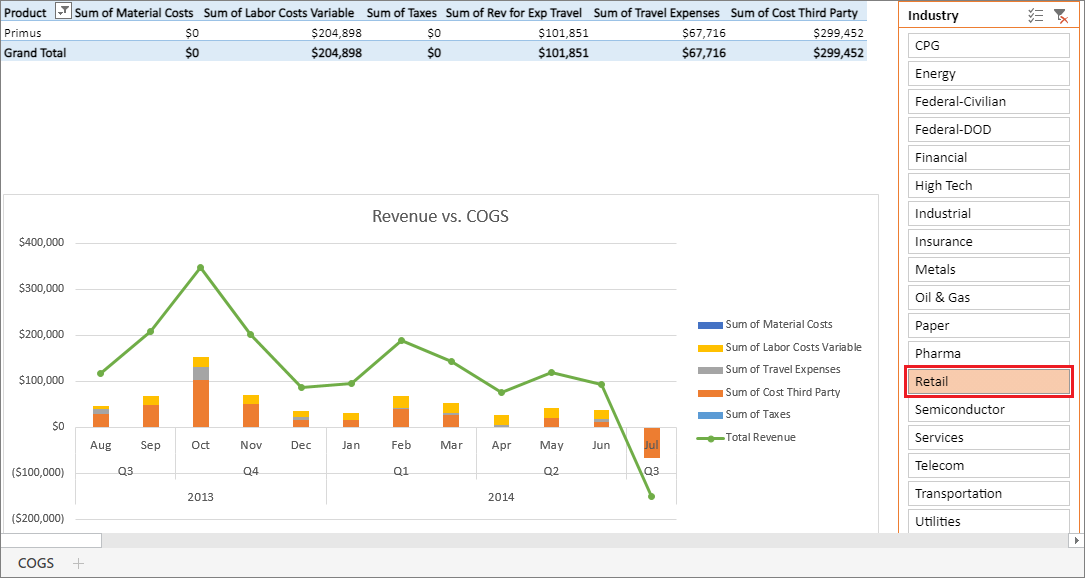 Product Sum of Material Costs Sum of Labor Costs Variable Sum of Taxes Sum of Rev for Exp Travel Sum of Travel Expenses Sum of Cost Third Party
Primus $0 $204,898 $0 $101,851 $67,716 $299,452
Grand Total $0 $204,898 $0 $101,851 $67,716 $299,452
Revenue vs. COGS
$400,000
$300,000
$200,000
$100,000
$0
($100,000)
($200,000)
Aug Sep Oct Nov Dec Jan Feb Mar Apr May Jun Jul
Q3 Q4 Q1 Q2 Q3
2013 2014
Sum of Material Costs
Sum of Labor Costs Variable
Sum of Travel Expenses
Sum of Cost Third Party
Sum of Taxes
Total Revenue
Industry
CPG
Energy
Federal-Civilian
Federal-DOD
Financial
High Tech
Industrial
Insurance
Metals
Oil & Gas
Paper
Pharma
Retail
Semiconductor
Services
Telecom
Transportation
Utilities
COGS